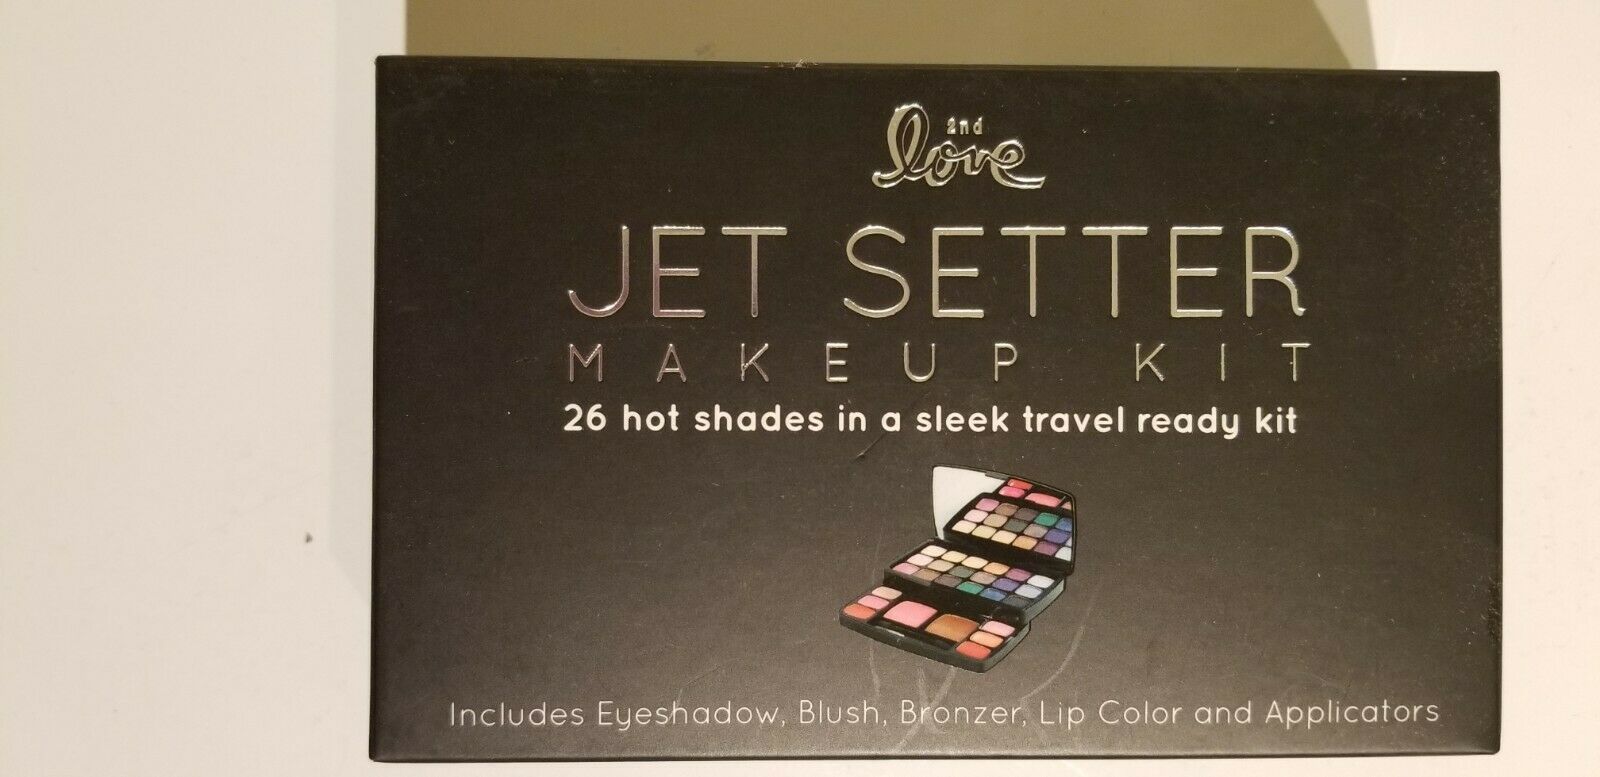 2nd
love
JET SETTER
MAKEUP KIT
26 hot shades in a sleek travel ready kit
Includes Eyeshadow, Blush, Bronzer, Lip Color and Applicators